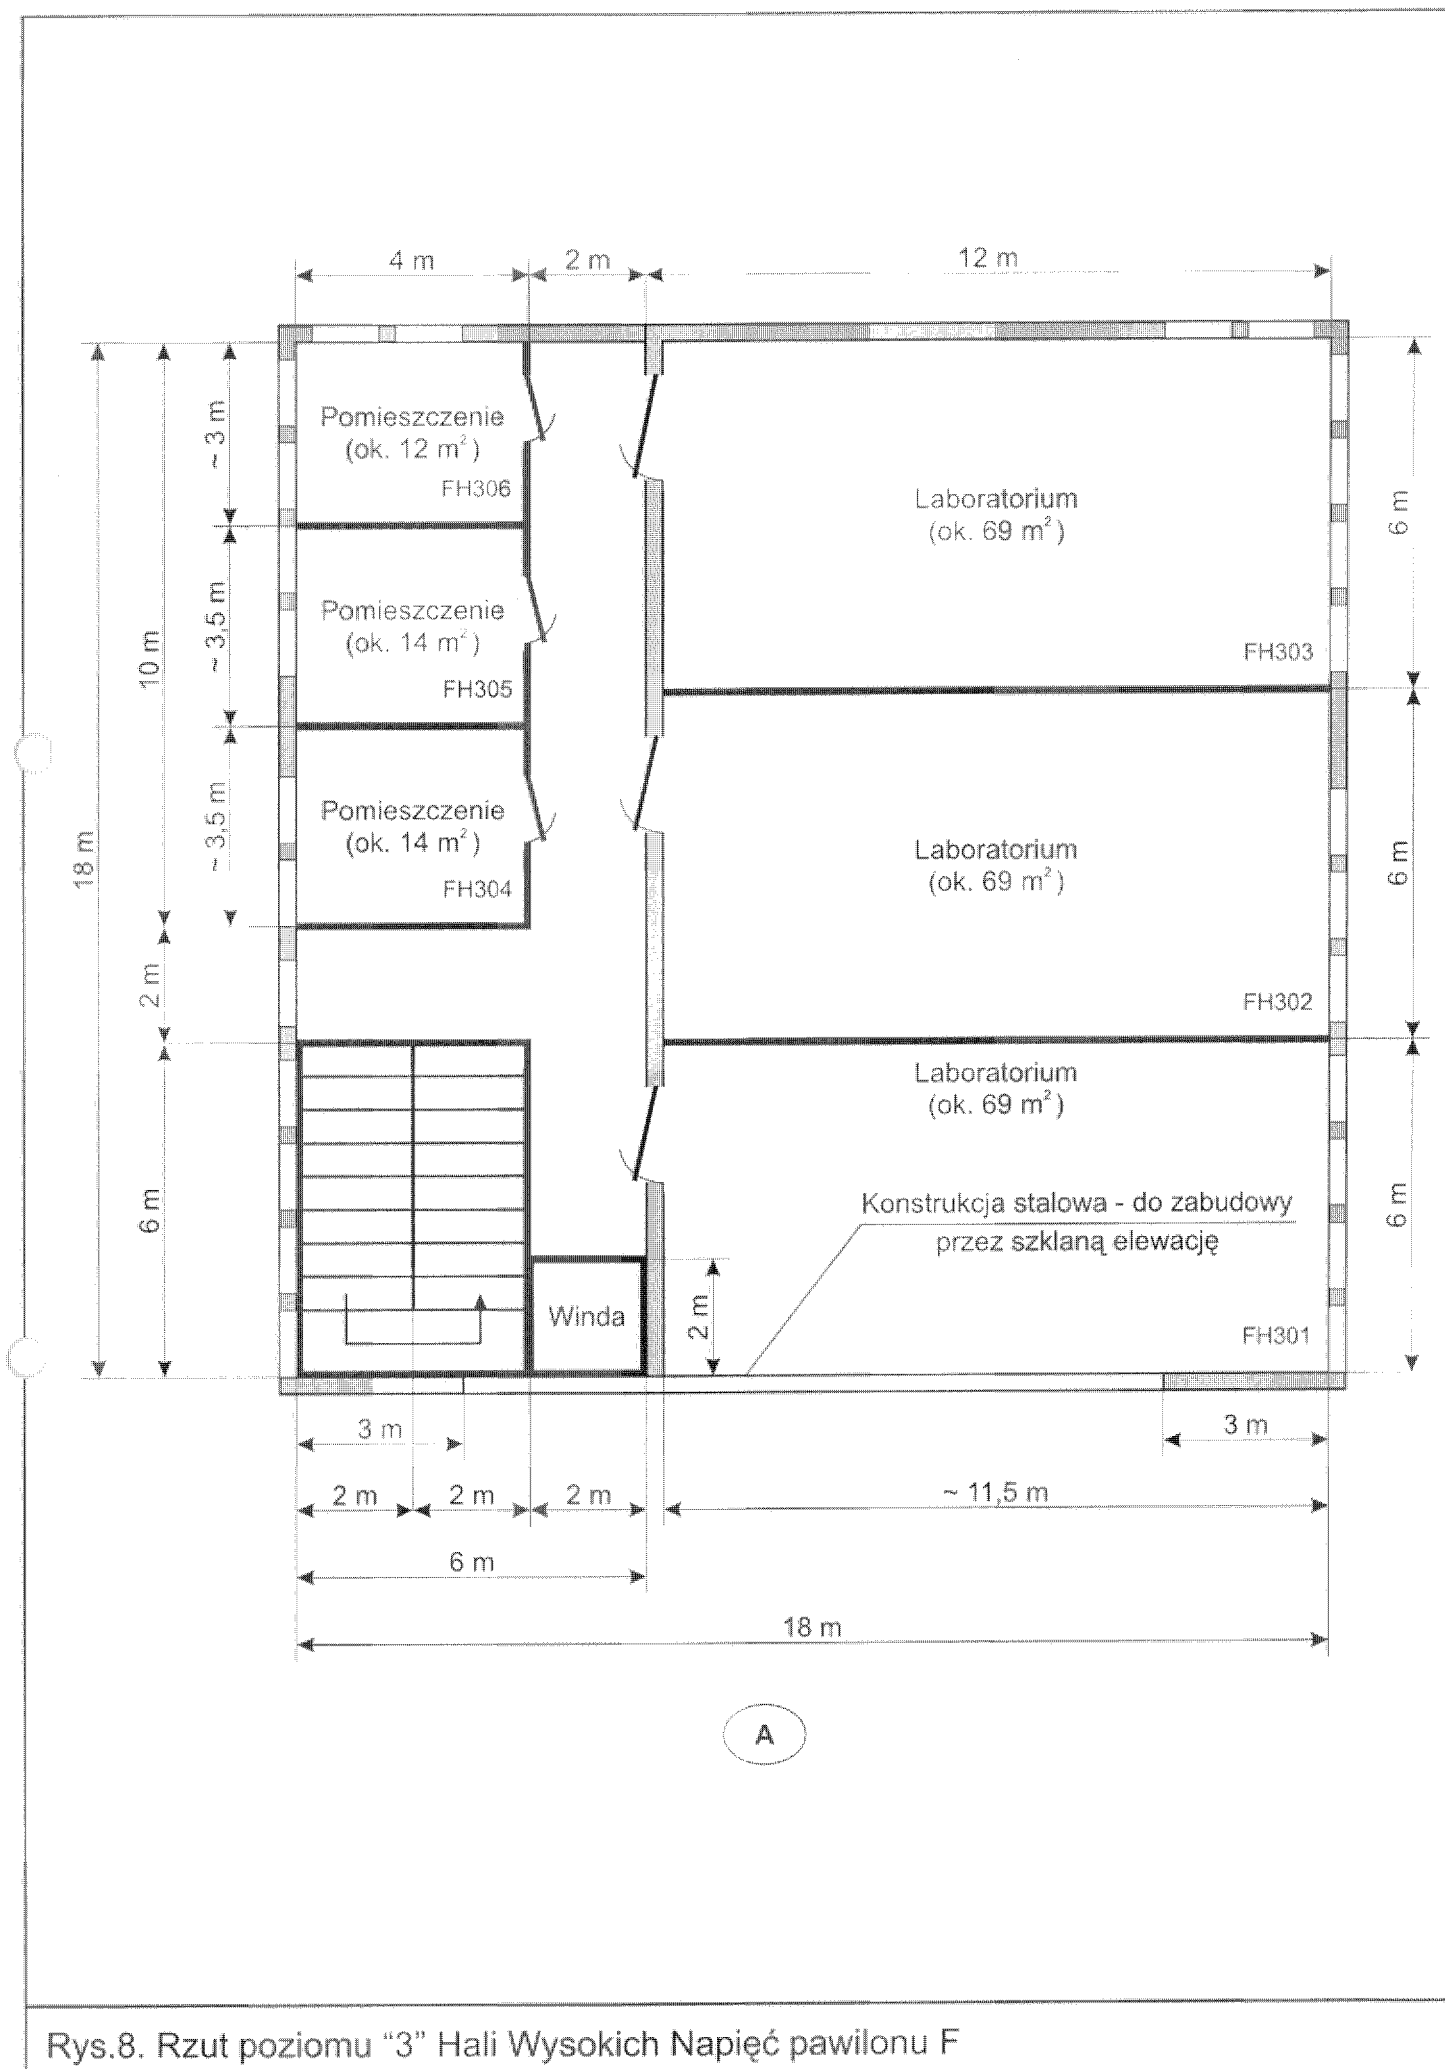 4 m
2 m
12 m
Pomieszczenie
(ok. 12 m²)
FH306
~ 3 m
Laboratorium
(ok. 69 m²)
FH303
6 m
Pomieszczenie
(ok. 14 m²)
FH305
~ 3,5 m
10 m
18 m
Pomieszczenie
(ok. 14 m²)
FH304
~ 3,5 m
Laboratorium
(ok. 69 m²)
FH302
6 m
2 m
6 m
Laboratorium
(ok. 69 m²)
Konstrukcja stalowa - do zabudowy
przez szklaną elewację
FH301
6 m
Winda
2 m
3 m
3 m
2 m
2 m
2 m
~ 11,5 m
6 m
18 m
A
Rys.8. Rzut poziomu “3” Hali Wysokich Napięć pawilonu F